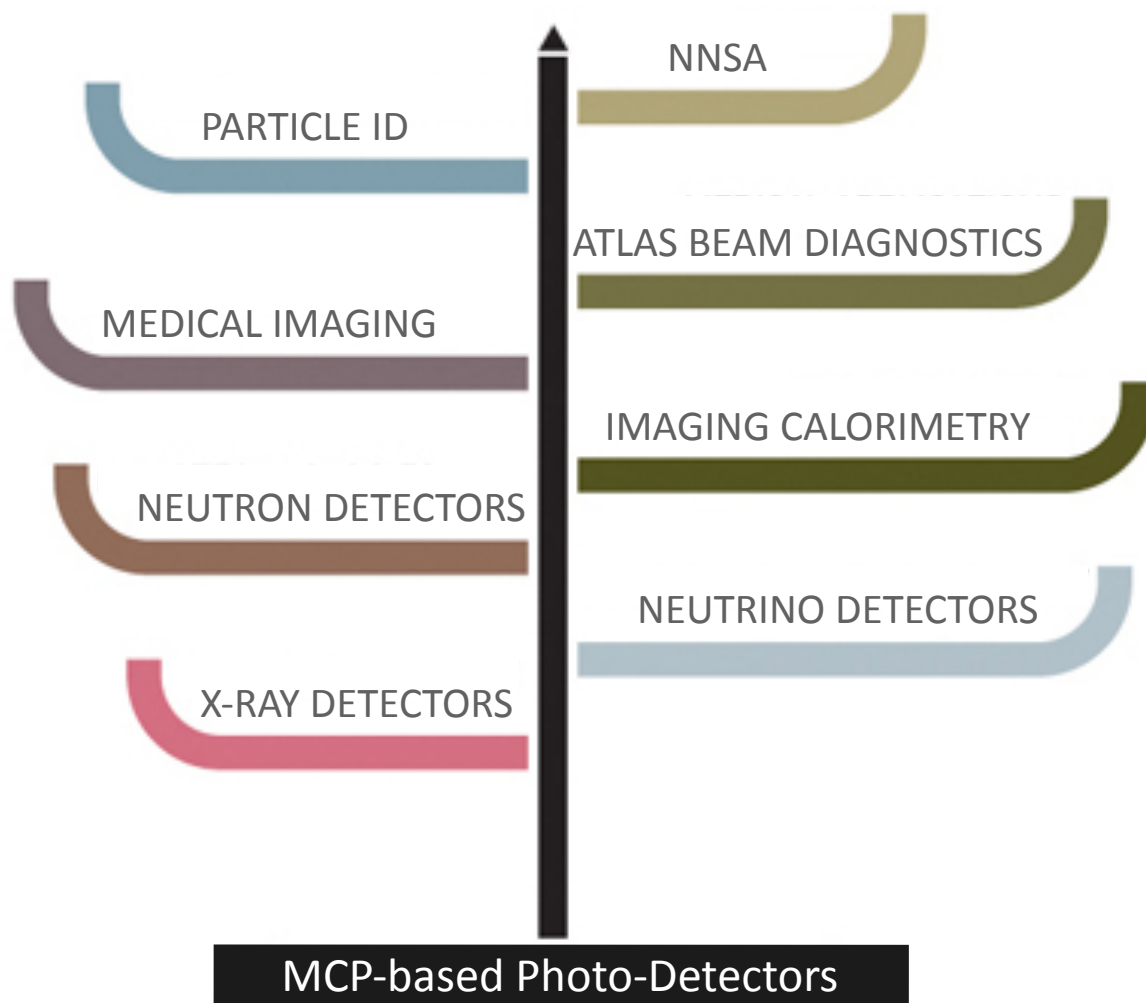 NNSA
PARTICLE ID
ATLAS BEAM DIAGNOSTICS
MEDICAL IMAGING
IMAGING CALORIMETRY
NEUTRON DETECTORS
NEUTRINO DETECTORS
X-RAY DETECTORS
MCP-based Photo-Detectors